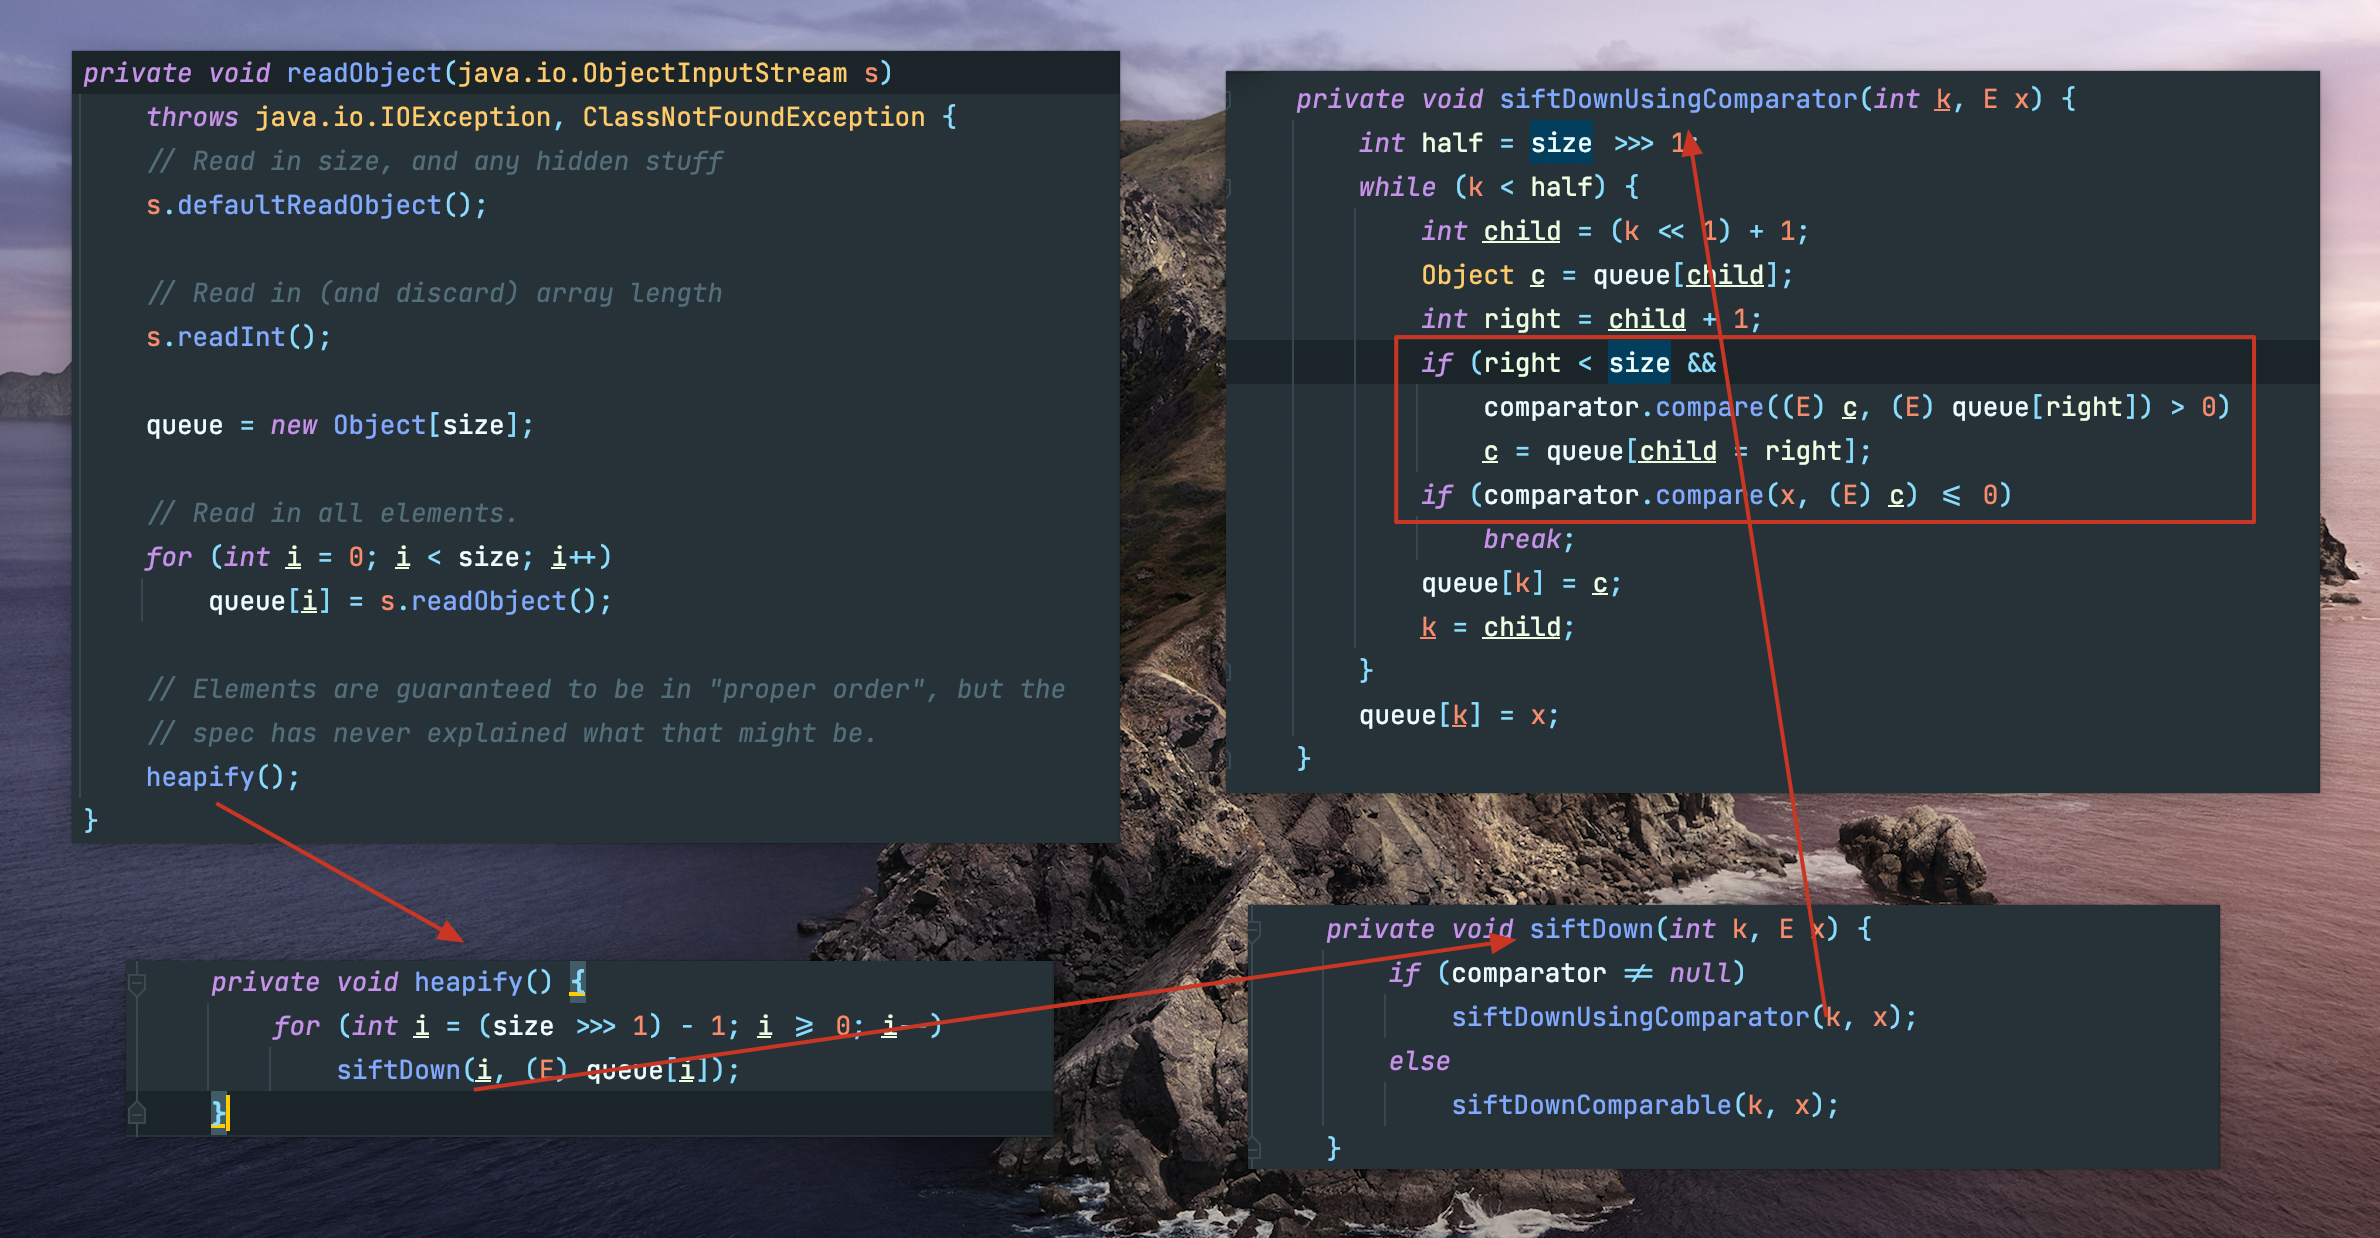 private void readObject(java.io.ObjectInputStream s)
    throws java.io.IOException, ClassNotFoundException {
    // Read in size, and any hidden stuff
    s.defaultReadObject();

    // Read in (and discard) array length
    s.readInt();

    queue = new Object[size];

    // Read in all elements.
    for (int i = 0; i < size; i++)
        queue[i] = s.readObject();

    // Elements are guaranteed to be in "proper order", but the
    // spec has never explained what that might be.
    heapify();
}
private void siftDownUsingComparator(int k, E x) {
    int half = size >>> 1;
    while (k < half) {
        int child = (k << 1) + 1;
        Object c = queue[child];
        int right = child + 1;
        if (right < size &&
            comparator.compare((E) c, (E) queue[right]) > 0)
            c = queue[child = right];
        if (comparator.compare(x, (E) c) <= 0)
            break;
        queue[k] = c;
        k = child;
    }
    queue[k] = x;
}
private void heapify() {
    for (int i = (size >>> 1) - 1; i >= 0; i--)
        siftDown(i, (E) queue[i]);
}
private void siftDown(int k, E x) {
    if (comparator != null)
        siftDownUsingComparator(k, x);
    else
        siftDownComparable(k, x);
}